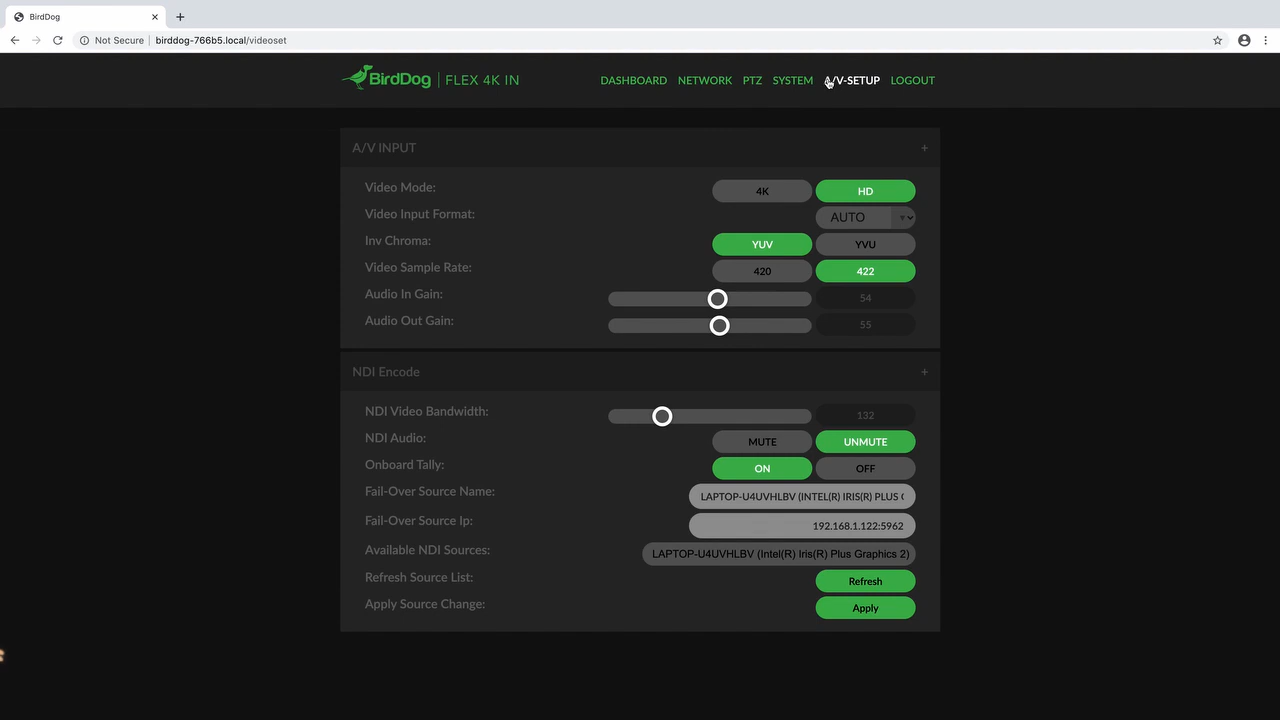 BirdDog
Not Secure birddog-766b5.local/videoset
BirdDog FLEX 4K IN DASHBOARD NETWORK PTZ SYSTEM A/V-SETUP LOGOUT
A/V INPUT +
Video Mode: 4K HD
Video Input Format: AUTO
Inv Chroma: YUV YVU
Video Sample Rate: 420 422
Audio In Gain: 54
Audio Out Gain: 55
NDI Encode +
NDI Video Bandwidth: 132
NDI Audio: MUTE UNMUTE
Onboard Tally: ON OFF
Fail-Over Source Name: LAPTOP-U4UVHLBV (INTEL(R) IRIS(R) PLUS
Fail-Over Source Ip: 192.168.1.122:5962
Available NDI Sources: LAPTOP-U4UVHLBV (Intel(R) Iris(R) Plus Graphics 2)
Refresh Source List: Refresh
Apply Source Change: Apply